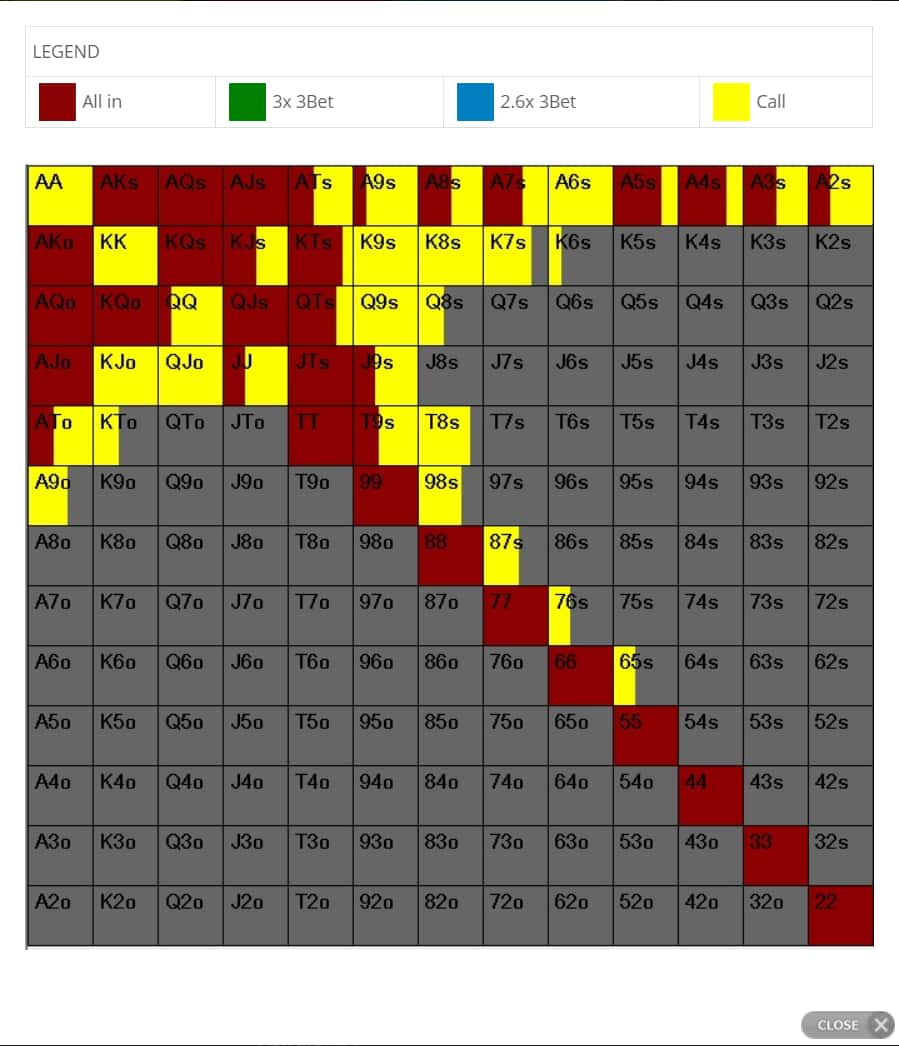 LEGEND
All in 3x 3Bet 2.6x 3Bet Call
AA AKs AQs AJs ATs A9s A8s A7s A6s A5s A4s A3s A2s
AKo KK KQs KJs KTs K9s K8s K7s K6s K5s K4s K3s K2s
AQo KQo QQ QJs QTs Q9s Q8s Q7s Q6s Q5s Q4s Q3s Q2s
AJo KJo QJo JJ JTs J9s J8s J7s J6s J5s J4s J3s J2s
ATo KTo QTo JTo TT T9s T8s T7s T6s T5s T4s T3s T2s
A9o K9o Q9o J9o T9o 99 98s 97s 96s 95s 94s 93s 92s
A8o K8o Q8o J8o T8o 98o 88 87s 86s 85s 84s 83s 82s
A7o K7o Q7o J7o T7o 97o 87o 77 76s 75s 74s 73s 72s
A6o K6o Q6o J6o T6o 96o 86o 76o 66 65s 64s 63s 62s
A5o K5o Q5o J5o T5o 95o 85o 75o 65o 55 54s 53s 52s
A4o K4o Q4o J4o T4o 94o 84o 74o 64o 54o 44 43s 42s
A3o K3o Q3o J3o T3o 93o 83o 73o 63o 53o 43o 33 32s
A2o K2o Q2o J2o T2o 92o 82o 72o 62o 52o 42o 32o 22
CLOSE